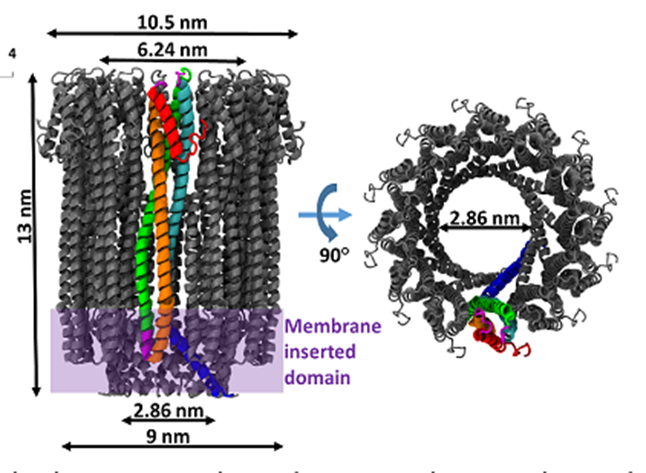 10.5 nm
6.24 nm
4
13 nm
90°
2.86 nm
Membrane
inserted
domain
2.86 nm
9 nm